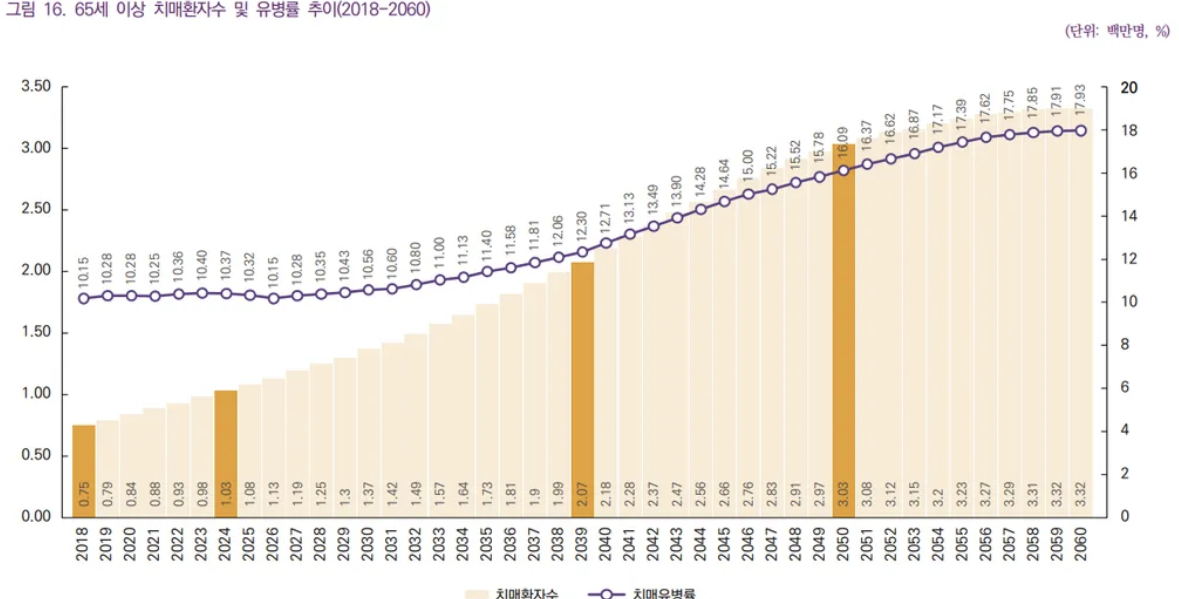 그림 16. 65세 이상 치매환자수 및 유병률 추이(2018-2060)
(단위: 백만명, %)
3.50 3.00 2.50 2.00 1.50 1.00 0.50 0.00
20 18 16 14 12 10 8 6 4 2 0
10.15 10.28 10.28 10.25 10.36 10.40 10.37 10.32 10.15 10.28 10.35 10.43 10.56 10.60 10.80 11.00 11.13 11.40 11.58 11.81 12.06 12.30 12.71 13.13 13.49 13.90 14.28 14.64 15.00 15.22 15.52 15.78 16.09 16.37 16.62 16.87 17.17 17.39 17.62 17.75 17.85 17.91 17.93
0.75 0.79 0.84 0.88 0.93 0.98 1.03 1.08 1.13 1.19 1.25 1.3 1.37 1.42 1.49 1.57 1.64 1.73 1.81 1.9 1.99 2.07 2.18 2.28 2.37 2.47 2.56 2.66 2.76 2.83 2.91 2.97 3.03 3.08 3.12 3.15 3.2 3.23 3.27 3.29 3.31 3.32 3.32
2018 2019 2020 2021 2022 2023 2024 2025 2026 2027 2028 2029 2030 2031 2032 2033 2034 2035 2036 2037 2038 2039 2040 2041 2042 2043 2044 2045 2046 2047 2048 2049 2050 2051 2052 2053 2054 2055 2056 2057 2058 2059 2060
치매환자수 치매유병률